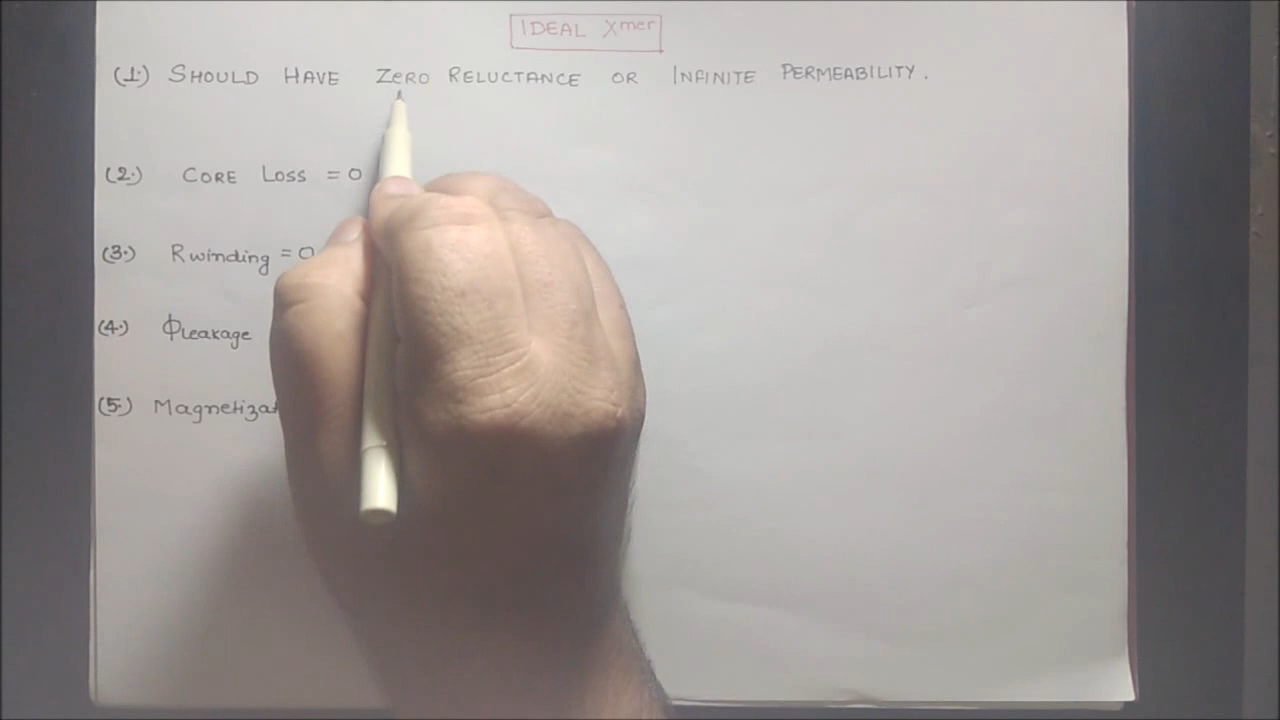 IDEAL Xmer
(1.) SHOULD HAVE ZeRO RELUCTANCE OR INFINITE PERMEABILITY.
(2.) CORE LOSS = 0
(3.) Rwinding = 0
(4.) ΦLeakage
(5.)